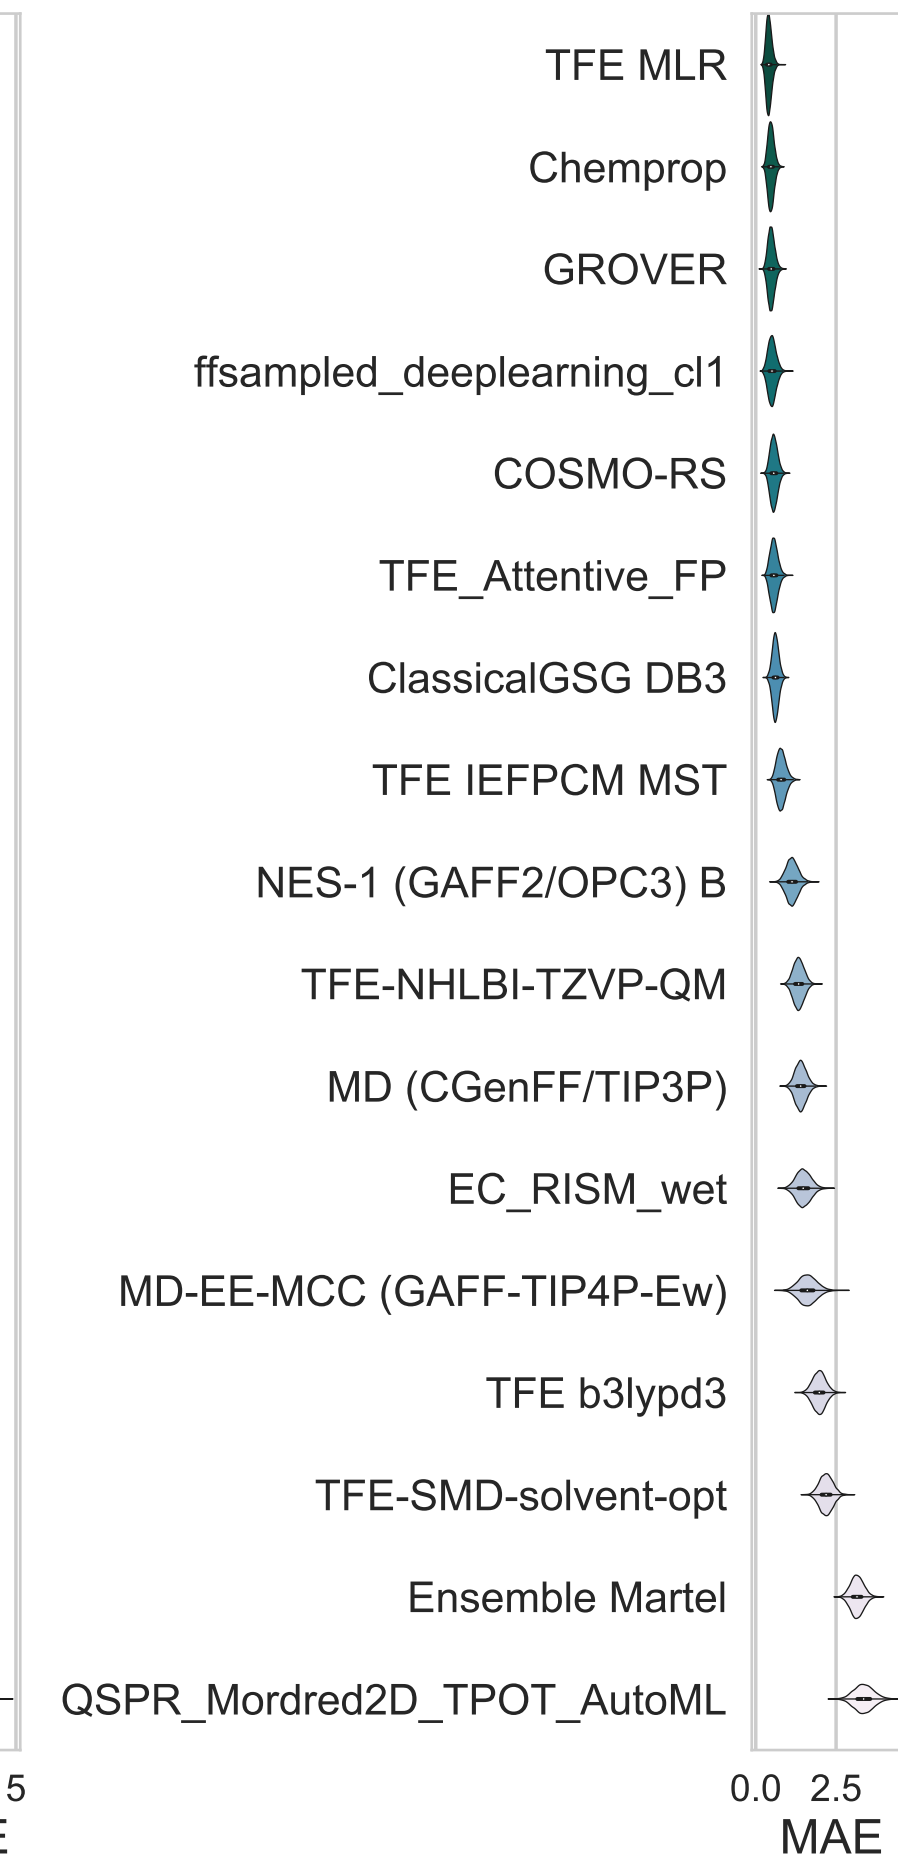 TFE MLR
Chemprop
GROVER
ffsampled_deeplearning_cl1
COSMO-RS
TFE_Attentive_FP
ClassicalGSG DB3
TFE IEFPCM MST
NES-1 (GAFF2/OPC3) B
TFE-NHLBI-TZVP-QM
MD (CGenFF/TIP3P)
EC_RISM_wet
MD-EE-MCC (GAFF-TIP4P-Ew)
TFE b3lypd3
TFE-SMD-solvent-opt
Ensemble Martel
QSPR_Mordred2D_TPOT_AutoML
5 0.0 2.5
E MAE